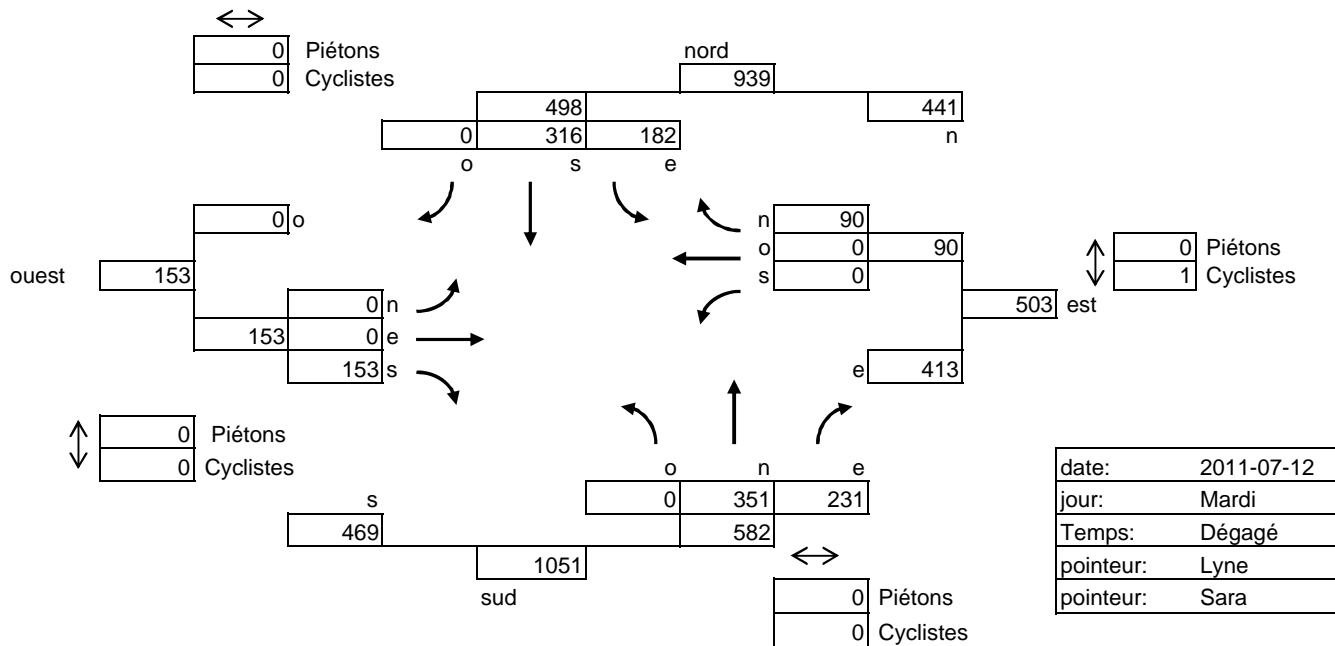 0 Piétons
nord
0 Cyclistes
939
498
441
0 316 182
n
o s e
0 o
n 90
o 0 90
0 Piétons
ouest 153
s 0
1 Cyclistes
0 n
503 est
153 0 e
153 s
e 413
0 Piétons
0 Cyclistes
o n e
s
0 351 231
469
582
1051
sud
0 Piétons
0 Cyclistes
date: 2011-07-12
jour: Mardi
Temps: Dégagé
pointeur: Lyne
pointeur: Sara